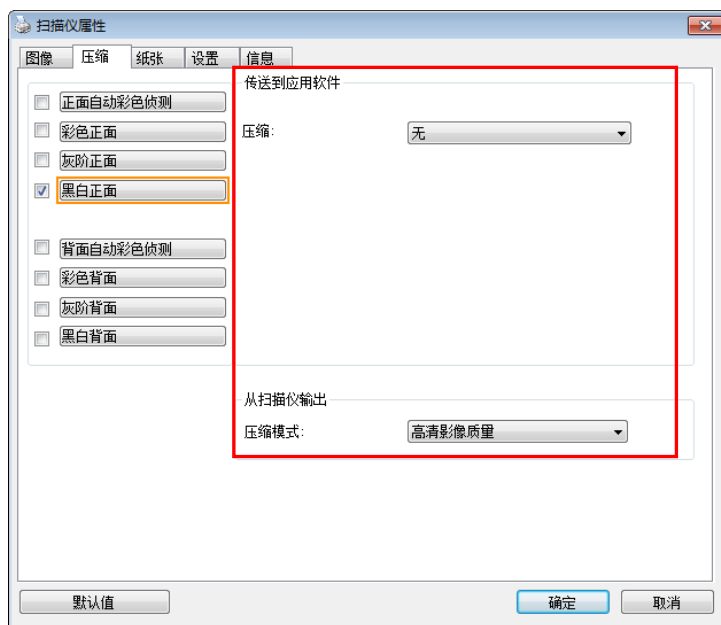 扫描仪属性
图像 压缩 纸张 设置 信息
传送到应用软件
正面自动彩色侦测
彩色正面
压缩: 无
灰阶正面
黑白正面
背面自动彩色侦测
彩色背面
灰阶背面
黑白背面
从扫描仪输出
压缩模式: 高清影像质量
默认值 确定 取消